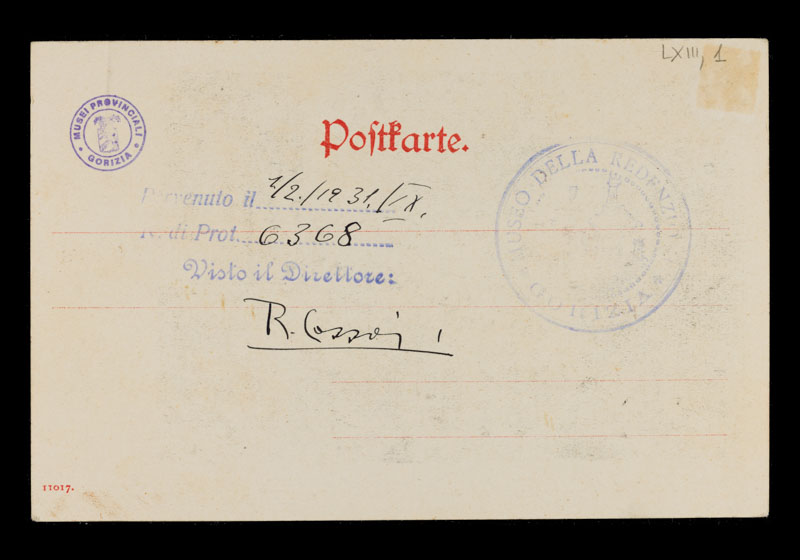 LXIII, 1
MUSEI PROVINCIALI
GORIZIA
Postkarte.
MUSEO DELLA REDENZIONE
GORIZIA
Pervenuto il 1/2./1931./IX.
N. di Prot. 6368
Visto il Direttore:
R.
11017.